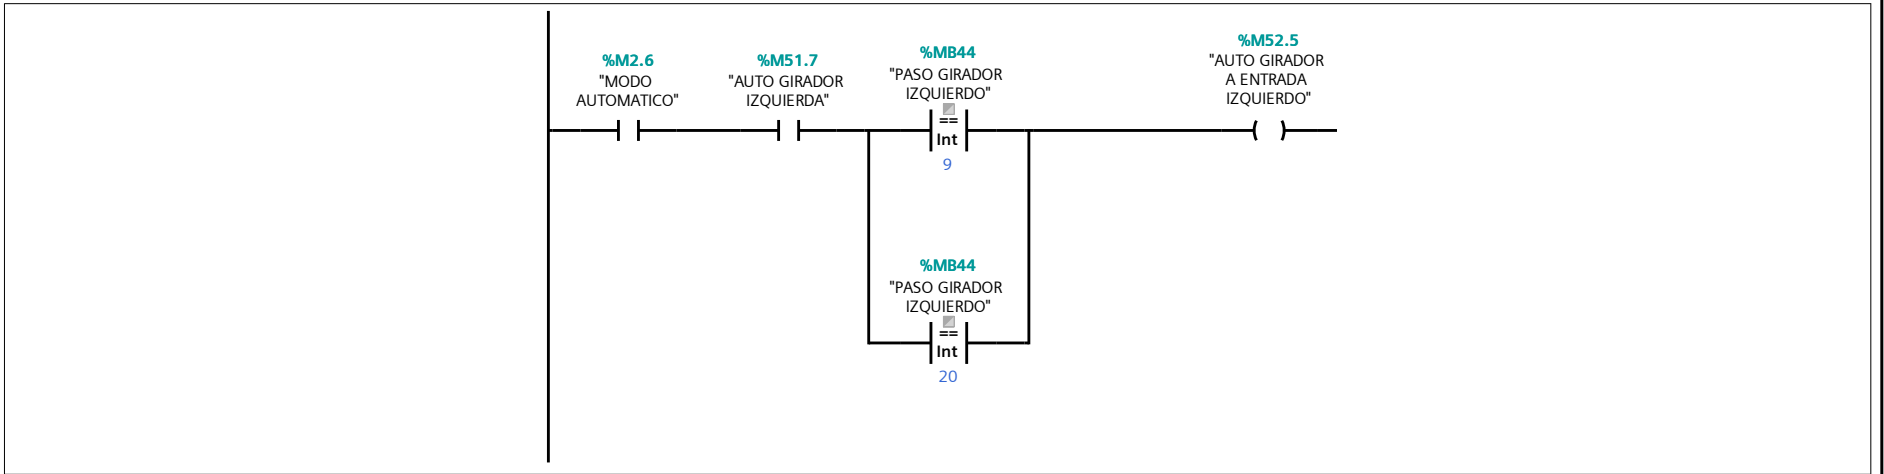 %M2.6
"MODO
AUTOMATICO"
%M51.7
"AUTO GIRADOR
IZQUIERDA"
%MB44
"PASO GIRADOR
IZQUIERDO"
==
Int
9
%M52.5
"AUTO GIRADOR
A ENTRADA
IZQUIERDO"
%MB44
"PASO GIRADOR
IZQUIERDO"
==
Int
20